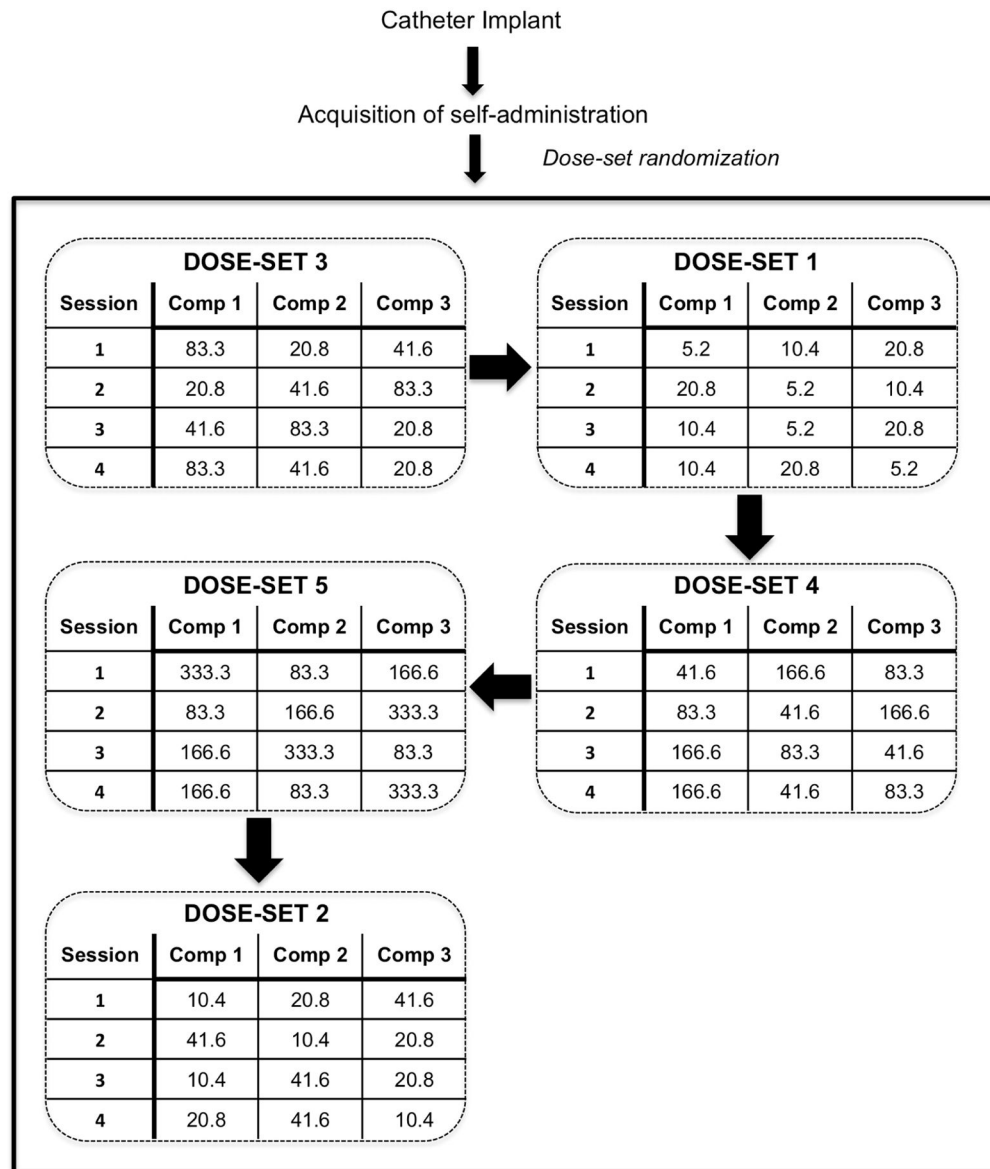 Catheter Implant
Acquisition of self-administration
Dose-set randomization
DOSE-SET 3
Session Comp 1 Comp 2 Comp 3
1 83.3 20.8 41.6
2 20.8 41.6 83.3
3 41.6 83.3 20.8
4 83.3 41.6 20.8
DOSE-SET 1
Session Comp 1 Comp 2 Comp 3
1 5.2 10.4 20.8
2 20.8 5.2 10.4
3 10.4 5.2 20.8
4 10.4 20.8 5.2
DOSE-SET 4
Session Comp 1 Comp 2 Comp 3
1 41.6 166.6 83.3
2 83.3 41.6 166.6
3 166.6 83.3 41.6
4 166.6 41.6 83.3
DOSE-SET 5
Session Comp 1 Comp 2 Comp 3
1 333.3 83.3 166.6
2 83.3 166.6 333.3
3 166.6 333.3 83.3
4 166.6 83.3 333.3
DOSE-SET 2
Session Comp 1 Comp 2 Comp 3
1 10.4 20.8 41.6
2 41.6 10.4 20.8
3 10.4 41.6 20.8
4 20.8 41.6 10.4